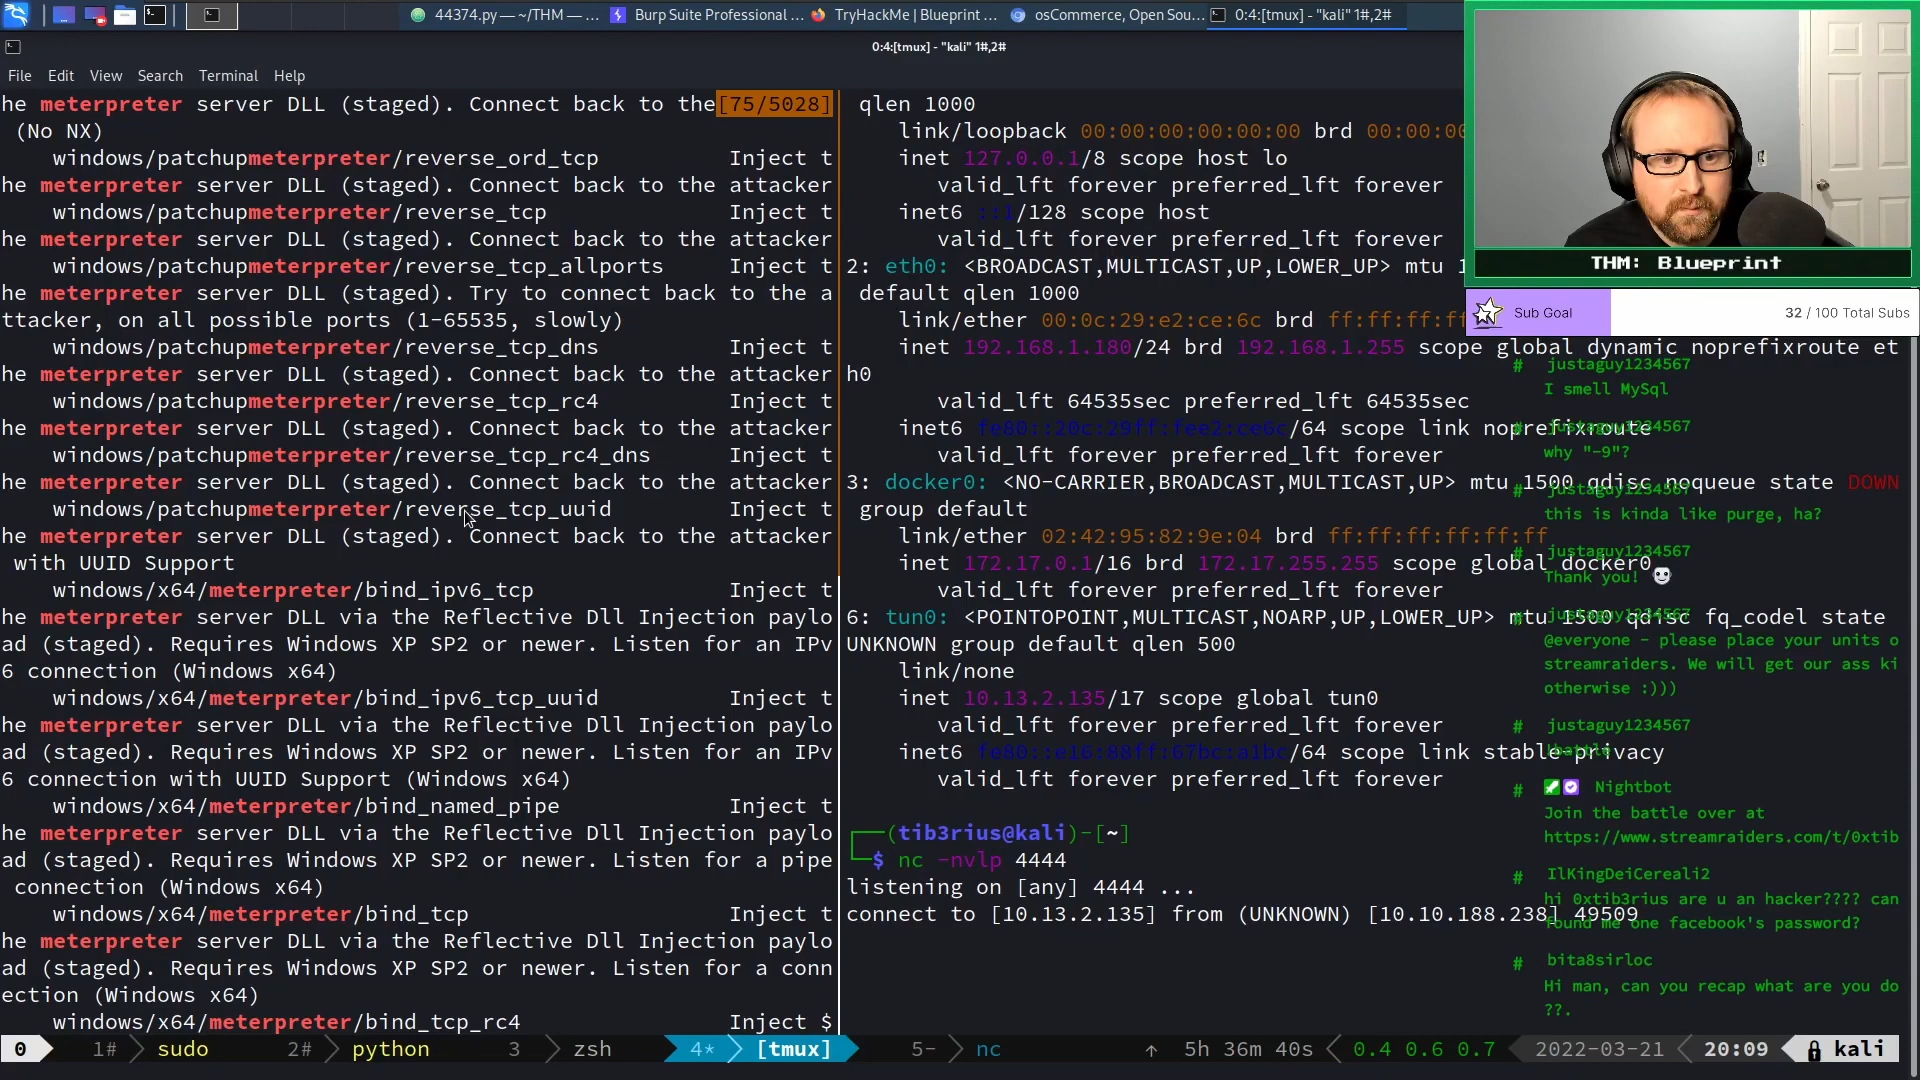 44374.py — ~/THM — ...
Burp Suite Professional ...
TryHackMe | Blueprint ...
osCommerce, Open Sou...
0:4:[tmux] - "kali" 1#,2#
0:4:[tmux] - "kali" 1#,2#
File Edit View Search Terminal Help
he meterpreter server DLL (staged). Connect back to the[75/5028]
(No NX)
windows/patchupmeterpreter/reverse_ord_tcp Inject t
he meterpreter server DLL (staged). Connect back to the attacker
windows/patchupmeterpreter/reverse_tcp Inject t
he meterpreter server DLL (staged). Connect back to the attacker
windows/patchupmeterpreter/reverse_tcp_allports Inject t
he meterpreter server DLL (staged). Try to connect back to the a
ttacker, on all possible ports (1-65535, slowly)
windows/patchupmeterpreter/reverse_tcp_dns Inject t
he meterpreter server DLL (staged). Connect back to the attacker
windows/patchupmeterpreter/reverse_tcp_rc4 Inject t
he meterpreter server DLL (staged). Connect back to the attacker
windows/patchupmeterpreter/reverse_tcp_rc4_dns Inject t
he meterpreter server DLL (staged). Connect back to the attacker
windows/patchupmeterpreter/reverse_tcp_uuid Inject t
he meterpreter server DLL (staged). Connect back to the attacker
with UUID Support
windows/x64/meterpreter/bind_ipv6_tcp Inject t
he meterpreter server DLL via the Reflective Dll Injection paylo
ad (staged). Requires Windows XP SP2 or newer. Listen for an IPv
6 connection (Windows x64)
windows/x64/meterpreter/bind_ipv6_tcp_uuid Inject t
he meterpreter server DLL via the Reflective Dll Injection paylo
ad (staged). Requires Windows XP SP2 or newer. Listen for an IPv
6 connection with UUID Support (Windows x64)
windows/x64/meterpreter/bind_named_pipe Inject t
he meterpreter server DLL via the Reflective Dll Injection paylo
ad (staged). Requires Windows XP SP2 or newer. Listen for a pipe
connection (Windows x64)
windows/x64/meterpreter/bind_tcp Inject t
he meterpreter server DLL via the Reflective Dll Injection paylo
ad (staged). Requires Windows XP SP2 or newer. Listen for a conn
ection (Windows x64)
windows/x64/meterpreter/bind_tcp_rc4 Inject $
qlen 1000
link/loopback 00:00:00:00:00:00 brd 00:00:00
inet 127.0.0.1/8 scope host lo
valid_lft forever preferred_lft forever
inet6 ::1/128 scope host
valid_lft forever preferred_lft forever
2: eth0: <BROADCAST,MULTICAST,UP,LOWER_UP> mtu 1
default qlen 1000
link/ether 00:0c:29:e2:ce:6c brd ff:ff:ff:ff
inet 192.168.1.180/24 brd 192.168.1.255 scope global dynamic noprefixroute et
h0
valid_lft 64535sec preferred_lft 64535sec
inet6 fe80::20c:29ff:fee2:ce6c/64 scope link noprefixroute
valid_lft forever preferred_lft forever
3: docker0: <NO-CARRIER,BROADCAST,MULTICAST,UP> mtu 1500 qdisc noqueue state DOWN
group default
link/ether 02:42:95:82:9e:04 brd ff:ff:ff:ff:ff:ff
inet 172.17.0.1/16 brd 172.17.255.255 scope global docker0
valid_lft forever preferred_lft forever
6: tun0: <POINTOPOINT,MULTICAST,NOARP,UP,LOWER_UP> mtu 1500 qdisc fq_codel state
UNKNOWN group default qlen 500
link/none
inet 10.13.2.135/17 scope global tun0
valid_lft forever preferred_lft forever
inet6 fe80::e16:88ff:67bc:a1bc/64 scope link stable-privacy
valid_lft forever preferred_lft forever
(tib3rius@kali)-[~]
$ nc -nvlp 4444
listening on [any] 4444 ...
connect to [10.13.2.135] from (UNKNOWN) [10.10.188.238] 49509
THM: Blueprint
Sub Goal 32 / 100 Total Subs
# justaguy1234567
I smell MySql
# justaguy1234567
why "-9"?
# justaguy1234567
this is kinda like purge, ha?
# justaguy1234567
Thank you!
# justaguy1234567
@everyone - please place your units o
streamraiders. We will get our ass ki
otherwise :)))
# justaguy1234567
!battle
# Nightbot
Join the battle over at
https://www.streamraiders.com/t/0xtib
# IlKingDeiCereali2
hi 0xtib3rius are u an hacker???? can
found me one facebook's password?
# bita8sirloc
Hi man, can you recap what are you do
??.
0 1# sudo 2# python 3 zsh 4* [tmux] 5- nc ↑ 5h 36m 40s 0.4 0.6 0.7 2022-03-21 20:09 kali